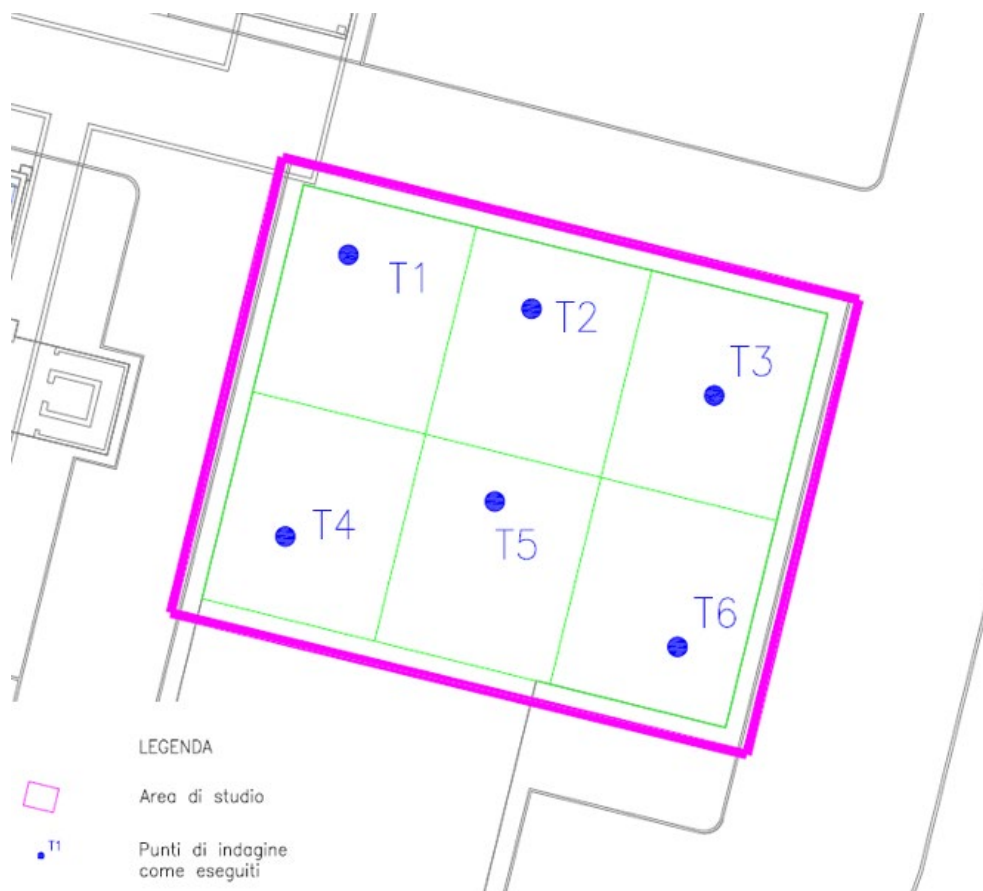 T1
T2
T3
T4
T5
T6
LEGENDA
Area di studio
T1
Punti di indagine
come eseguiti